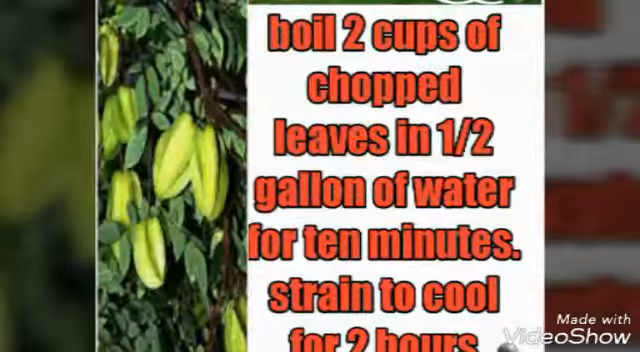 boil 2 cups of
chopped
leaves in 1/2
gallon of water
for ten minutes.
strain to cool
for 2 hours
Made with
VideoShow